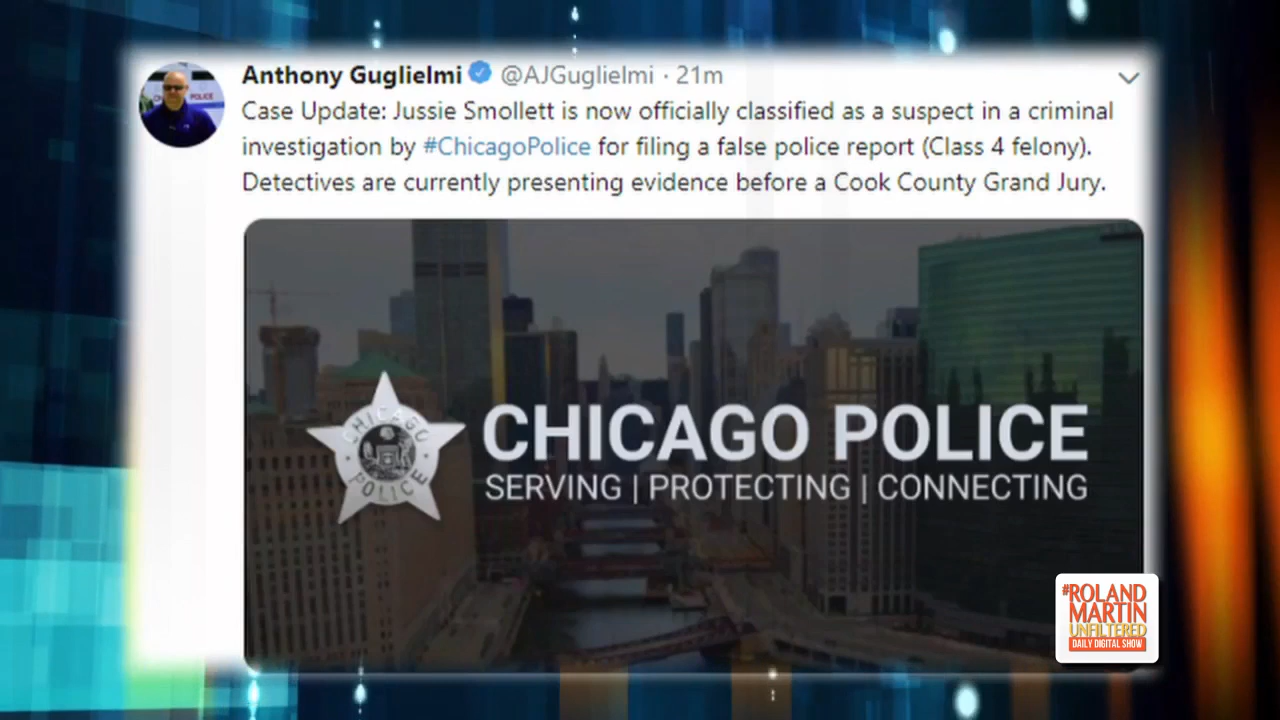 Anthony Guglielmi @AJGuglielmi · 21m
Case Update: Jussie Smollett is now officially classified as a suspect in a criminal
investigation by #ChicagoPolice for filing a false police report (Class 4 felony).
Detectives are currently presenting evidence before a Cook County Grand Jury.
CHICAGO
POLICE
CHICAGO POLICE
SERVING | PROTECTING | CONNECTING
#ROLAND
MARTIN
UNFILTERED
DAILY DIGITAL SHOW